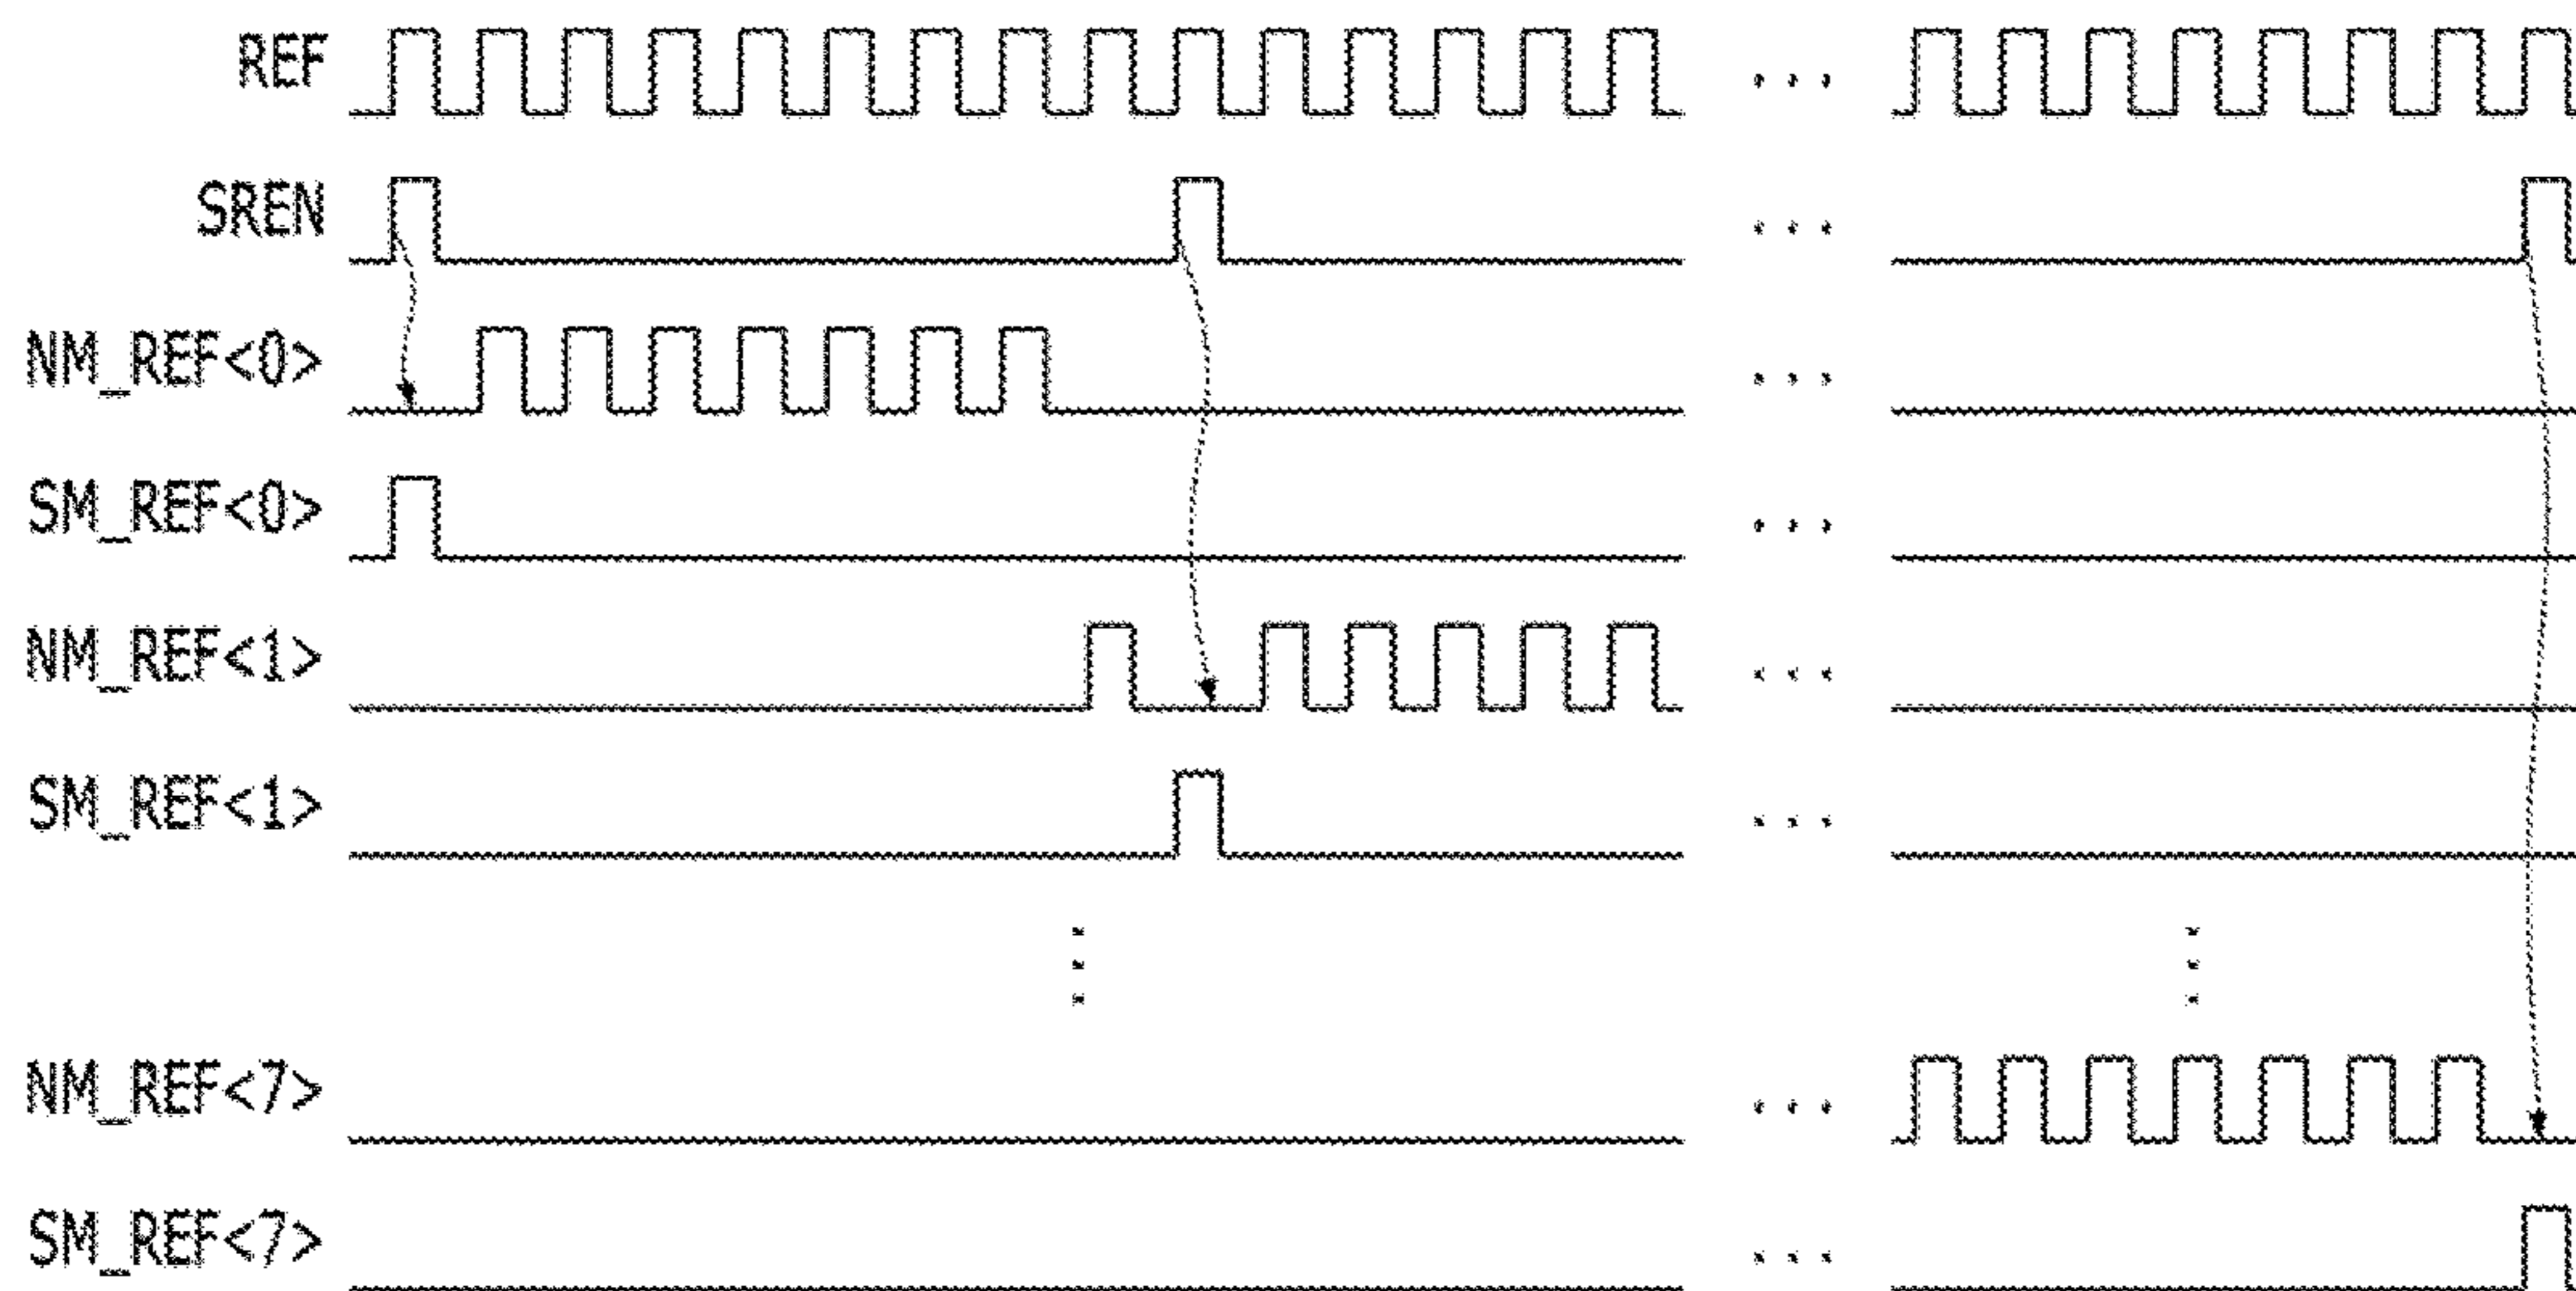 REF
...
SREN
...
NM_REF<0>
...
SM_REF<0>
...
NM_REF<1>
...
SM_REF<1>
...
NM_REF<7>
...
SM_REF<7>
...